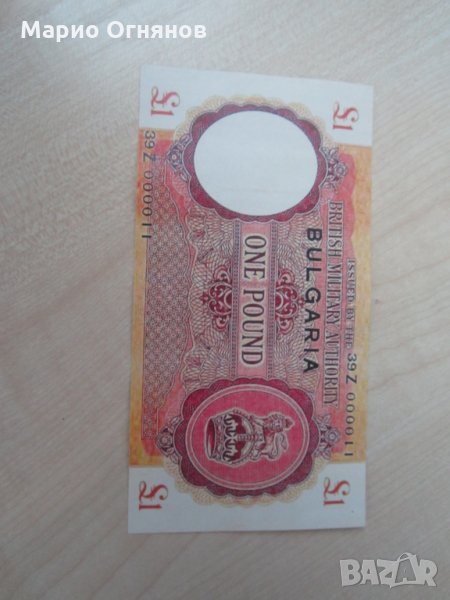 Марио Огнянов
£1
£1
ISSUED BY THE 39Z 000011
BRITISH MILITARY AUTHORITY
BULGARIA
ONE POUND
39Z 000011
£1
£1
BAZAR